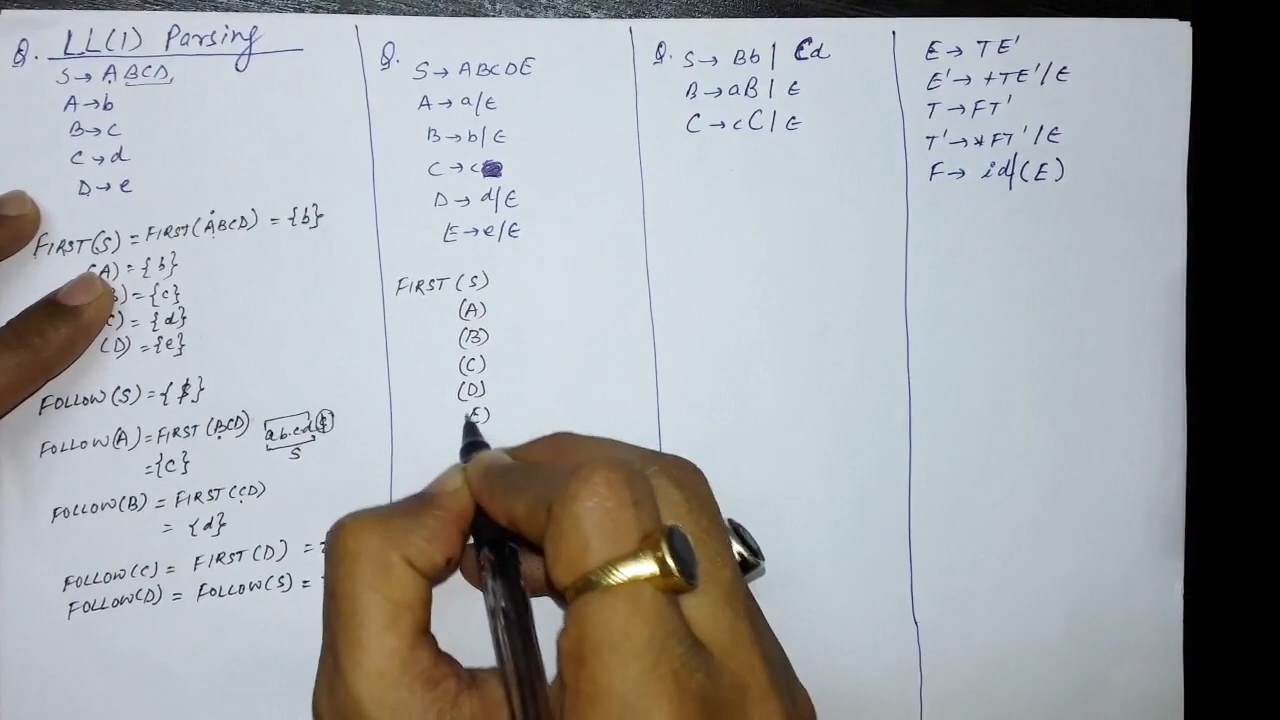 Q. LL(1) Parsing
S → ABCD
A → b
B → c
C → d
D → e
FIRST(S) = FIRST(ABCD) = {b}
(A) = {b}
) = {c}
) = {d}
(D) = {e}
FOLLOW(S) = {$}
FOLLOW(A) = FIRST(BCD) abcd $
= {c} S
FOLLOW(B) = FIRST(CD)
= {d}
FOLLOW(C) = FIRST(D) =
FOLLOW(D) = FOLLOW(S) =
Q. S → ABCDE
A → a/ε
B → b/ε
C → c
D → d/ε
E → e/ε
FIRST (S)
(A)
(B)
(C)
(D)
E)
Q. S → Bb | Cd
B → aB | ε
C → cC | ε
E → TE'
E' → +TE'/ε
T → FT'
T' → *FT'/ε
F → id/(E)